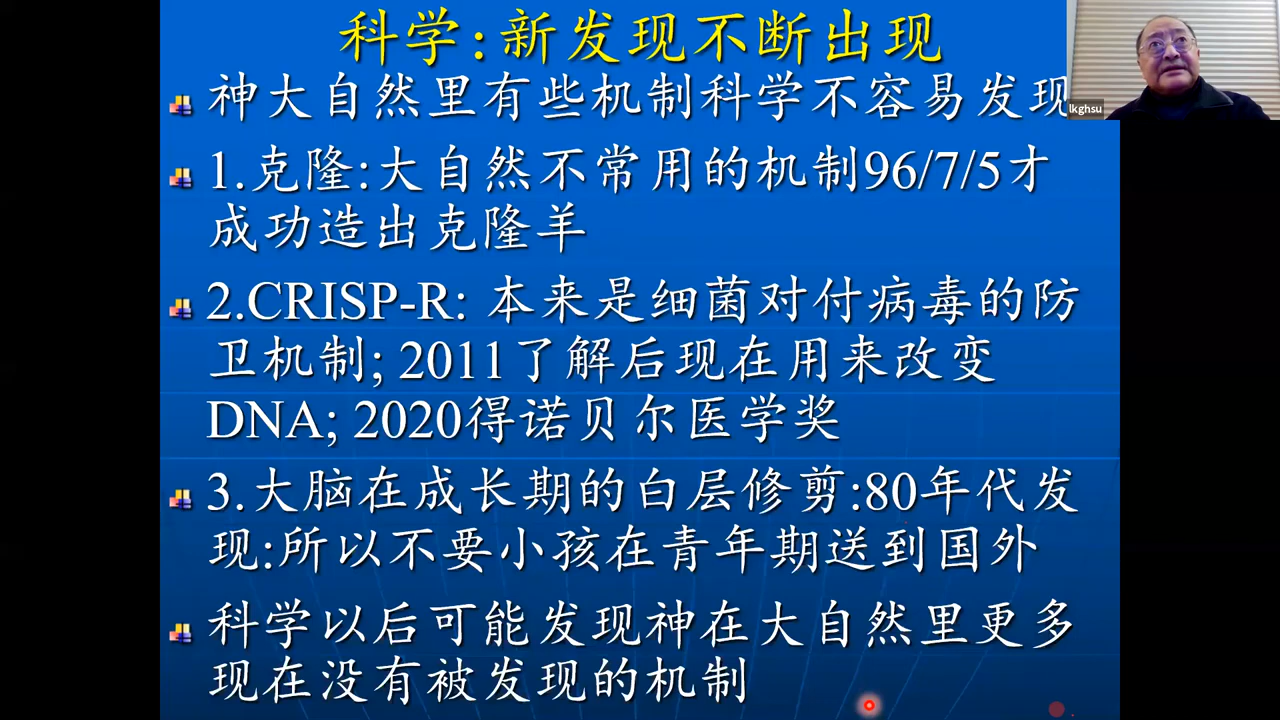 科学:新发现不断出现
神大自然里有些机制科学不容易发现
lkghsu
1.克隆:大自然不常用的机制96/7/5才
成功造出克隆羊
2.CRISP-R: 本来是细菌对付病毒的防
卫机制; 2011了解后现在用来改变
DNA; 2020得诺贝尔医学奖
3.大脑在成长期的白层修剪:80年代发
现:所以不要小孩在青年期送到国外
科学以后可能发现神在大自然里更多
现在没有被发现的机制